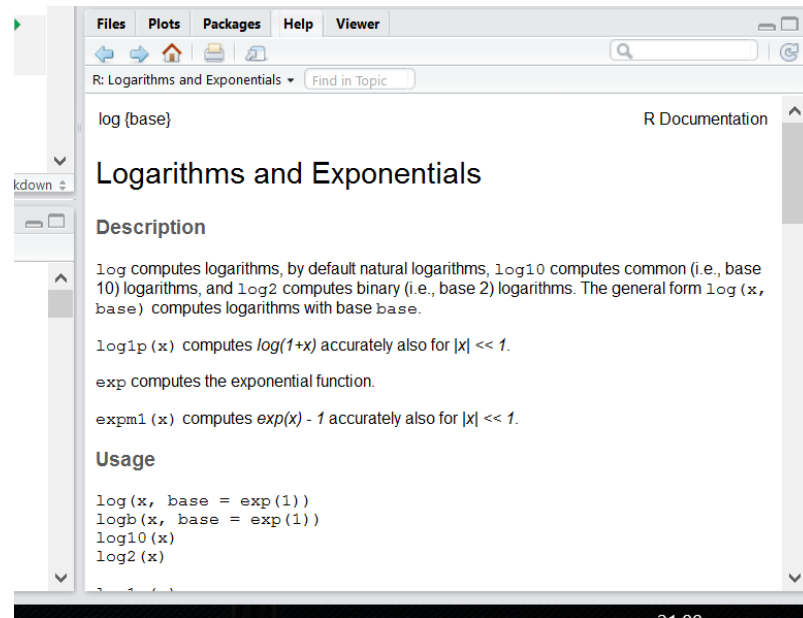 Files Plots Packages Help Viewer
R: Logarithms and Exponentials Find in Topic
log {base} R Documentation
Logarithms and Exponentials
kdown
Description
log computes logarithms, by default natural logarithms, log10 computes common (i.e., base
10) logarithms, and log2 computes binary (i.e., base 2) logarithms. The general form log(x,
base) computes logarithms with base base.
log1p(x) computes log(1+x) accurately also for |x| << 1.
exp computes the exponential function.
expm1(x) computes exp(x) - 1 accurately also for |x| << 1.
Usage
log(x, base = exp(1))
logb(x, base = exp(1))
log10(x)
log2(x)